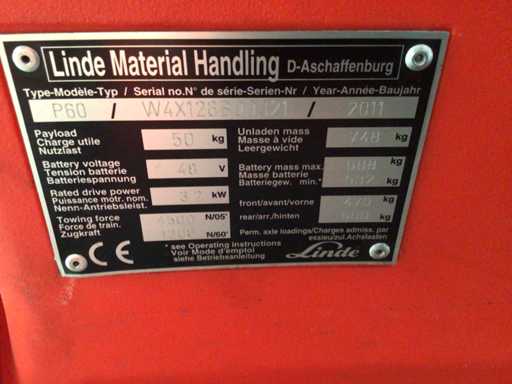 Linde Material Handling D-Aschaffenburg
Type-Modèle-Typ / Serial no.N° de série-Serien-Nr / Year-Année-Baujahr
P60 / / 2011
Payload
Charge utile 50 kg
Nutzlast
Unladen mass
Masse à vide 748 kg
Leergewicht
Battery voltage
Tension batterie 48 V
Batteriespannung
Battery mass max. kg
Masse batterie
Batteriegew. min.* kg
Rated drive power
Puissance motr. nom. kW
Nenn-Antriebsleist.
front/avant/vorne kg
rear/arr./hinten kg
Towing force N/05'
Force de train.
Zugkraft N/60'
Perm. axle loadings/Charges admiss. par
essieu/zul.Achslasten
CE
* see Operating instructions
Voir Mode d'emploi
siehe Betriebsanleitung
Linde